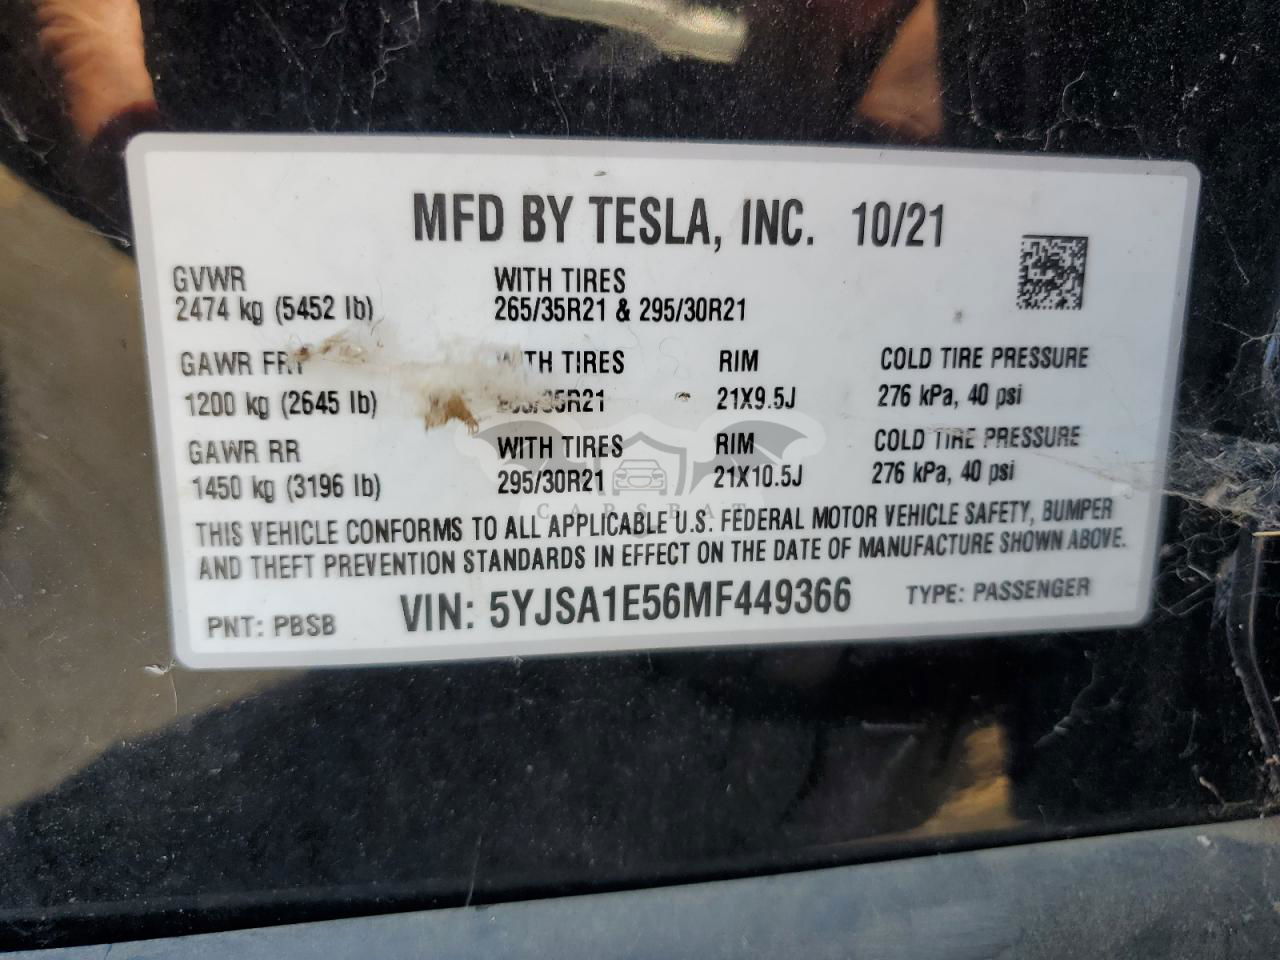 MFD BY TESLA, INC. 10/21
GVWR WITH TIRES
2474 kg (5452 lb) 265/35R21 & 295/30R21
GAWR FRT WITH TIRES RIM COLD TIRE PRESSURE
1200 kg (2645 lb) 265/35R21 21X9.5J 276 kPa, 40 psi
GAWR RR WITH TIRES RIM COLD TIRE PRESSURE
1450 kg (3196 lb) 295/30R21 21X10.5J 276 kPa, 40 psi
CARSBAT
THIS VEHICLE CONFORMS TO ALL APPLICABLE U.S. FEDERAL MOTOR VEHICLE SAFETY, BUMPER
AND THEFT PREVENTION STANDARDS IN EFFECT ON THE DATE OF MANUFACTURE SHOWN ABOVE.
PNT: PBSB VIN: 5YJSA1E56MF449366 TYPE: PASSENGER